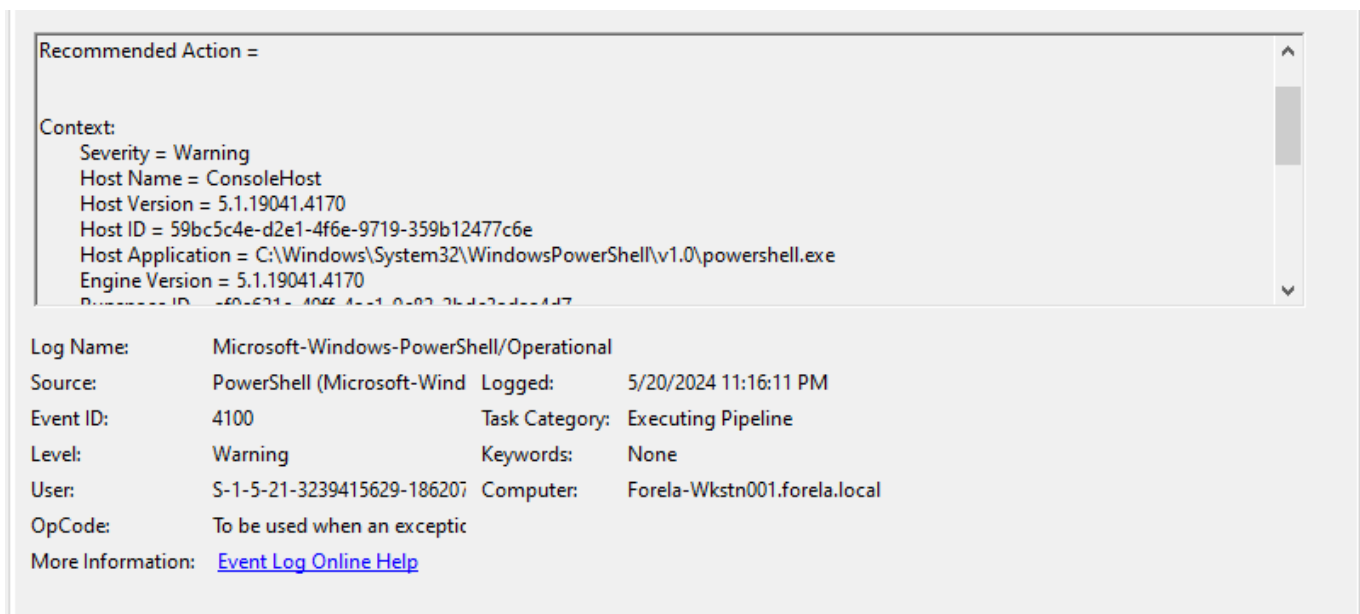 Recommended Action =
Context:
Severity = Warning
Host Name = ConsoleHost
Host Version = 5.1.19041.4170
Host ID = 59bc5c4e-d2e1-4f6e-9719-359b12477c6e
Host Application = C:\Windows\System32\WindowsPowerShell\v1.0\powershell.exe
Engine Version = 5.1.19041.4170
Log Name: Microsoft-Windows-PowerShell/Operational
Source: PowerShell (Microsoft-Wind Logged: 5/20/2024 11:16:11 PM
Event ID: 4100 Task Category: Executing Pipeline
Level: Warning Keywords: None
User: S-1-5-21-3239415629-186207 Computer: Forela-Wkstn001.forela.local
OpCode: To be used when an exceptic
More Information: Event Log Online Help